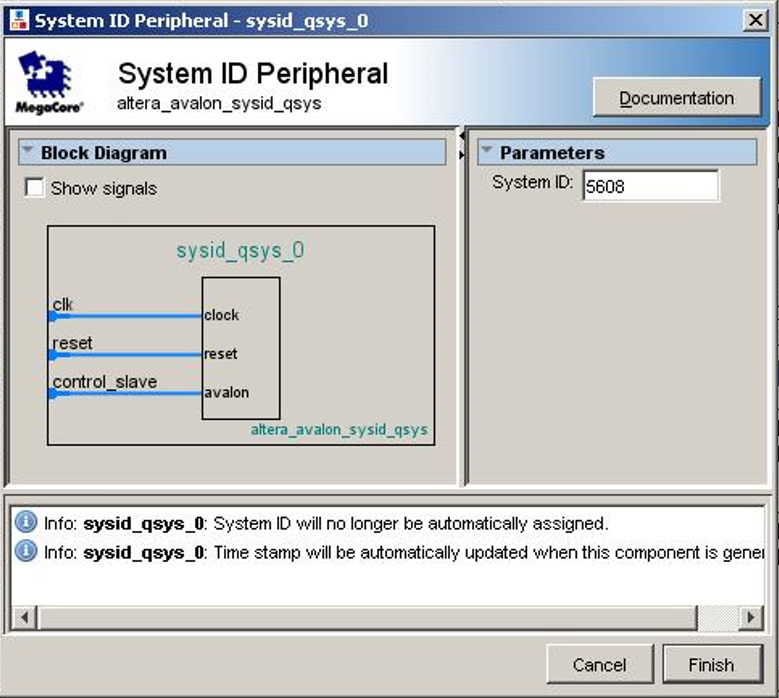 System ID Peripheral - sysid_qsys_0
MegaCore®
System ID Peripheral
altera_avalon_sysid_qsys
Documentation
Block Diagram
Show signals
sysid_qsys_0
clk
clock
reset
reset
control_slave
avalon
altera_avalon_sysid_qsys
Parameters
System ID: 5608
Info: sysid_qsys_0: System ID will no longer be automatically assigned.
Info: sysid_qsys_0: Time stamp will be automatically updated when this component is gener
Cancel
Finish